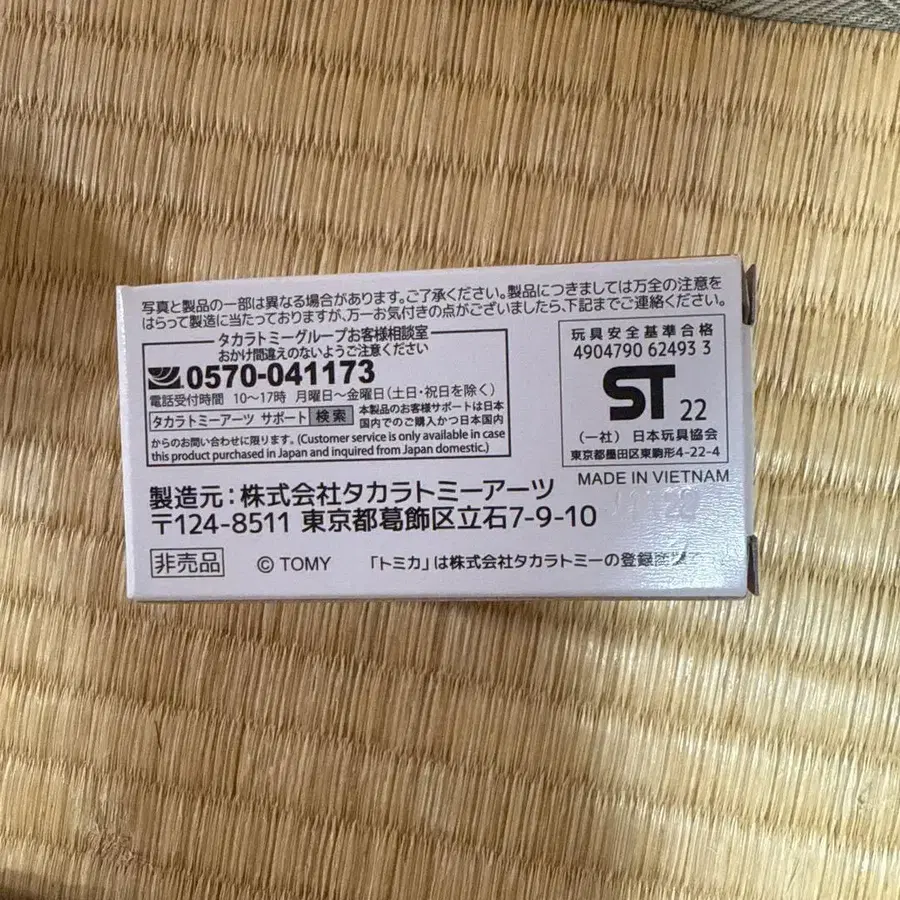 写真と製品の一部は異なる場合があります。ご了承ください。製品につきましては万全の注意を
はらって製造に当たっておりますが、万一お気付きの点がございましたら、下記までご連絡ください。
タカラトミーグループお客様相談室
おかけ間違えのないようご注意ください
0570-041173
電話受付時間 10〜17時 月曜日〜金曜日(土日・祝日を除く)
タカラトミーアーツ サポート 検索 本製品のお客様サポートは日本
国内でのご購入かつ日本国内
からのお問い合わせに限ります。(Customer service is only available in case
this product purchased in Japan and inquired from Japan domestic.)
玩具安全基準合格
4904790 62493 3
ST 22
(一社) 日本玩具協会
東京都墨田区東駒形4-22-4
MADE IN VIETNAM
製造元:株式会社タカラトミーアーツ
〒124-8511 東京都葛飾区立石7-9-10
非売品 © TOMY 「トミカ」は株式会社タカラトミーの登録商標